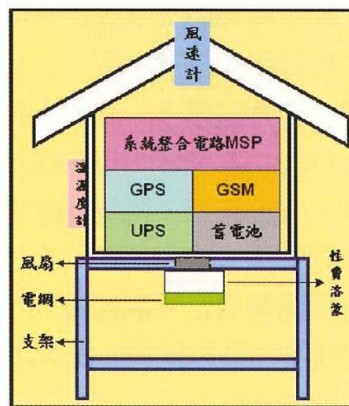 風速計
系統整合電路MSP
溫溼度計
GPS
GSM
UPS
蓄電池
風扇
電網
支架
性費洛蒙